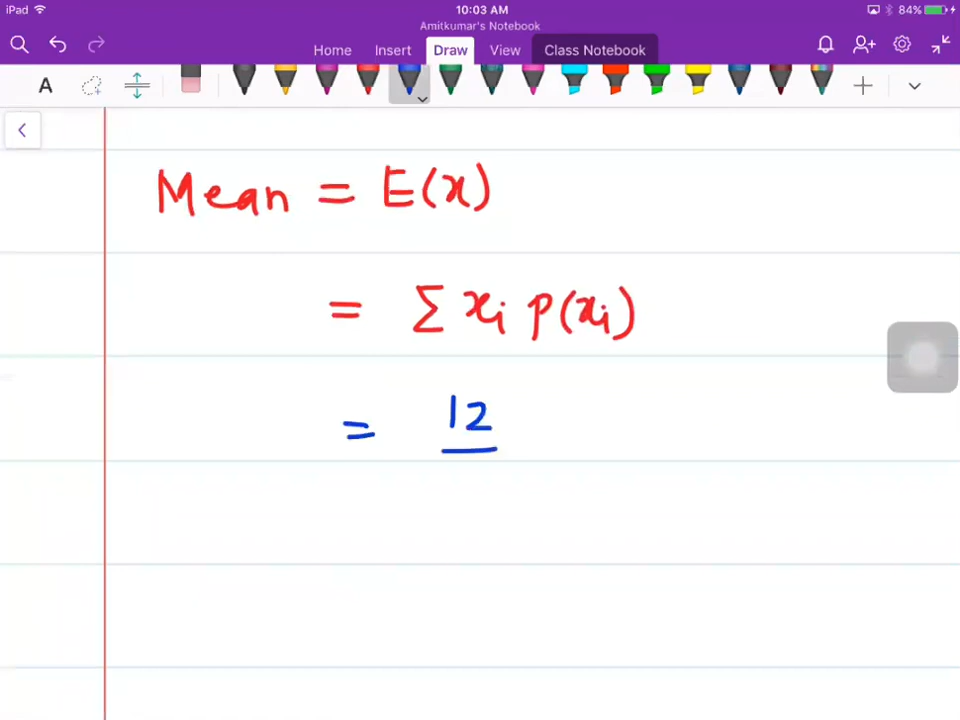 iPad 10:03 AM 84%
Amitkumar's Notebook
Home Insert Draw View Class Notebook
A
Mean = E(x)
= Σ xi p(xi)
= 12